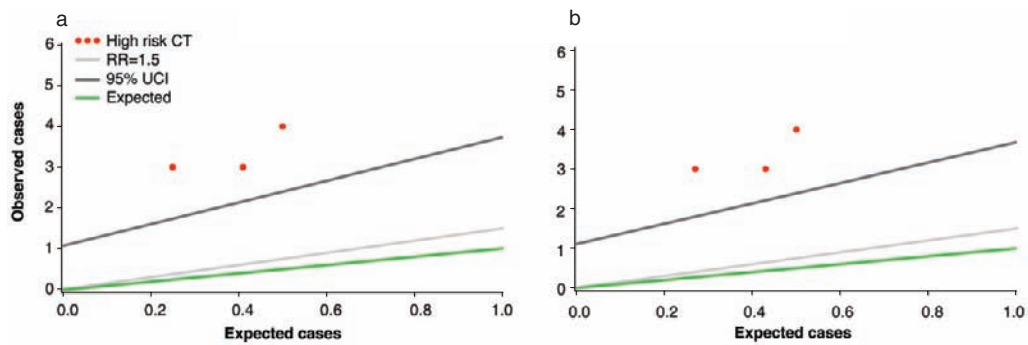 a
High risk CT
RR=1.5
95% UCI
Expected
6
5
4
3
2
1
0
0.0 0.2 0.4 0.6 0.8 1.0
Observed cases
Expected cases
b
6
5
4
3
2
1
0
0.0 0.2 0.4 0.6 0.8 1.0
Expected cases